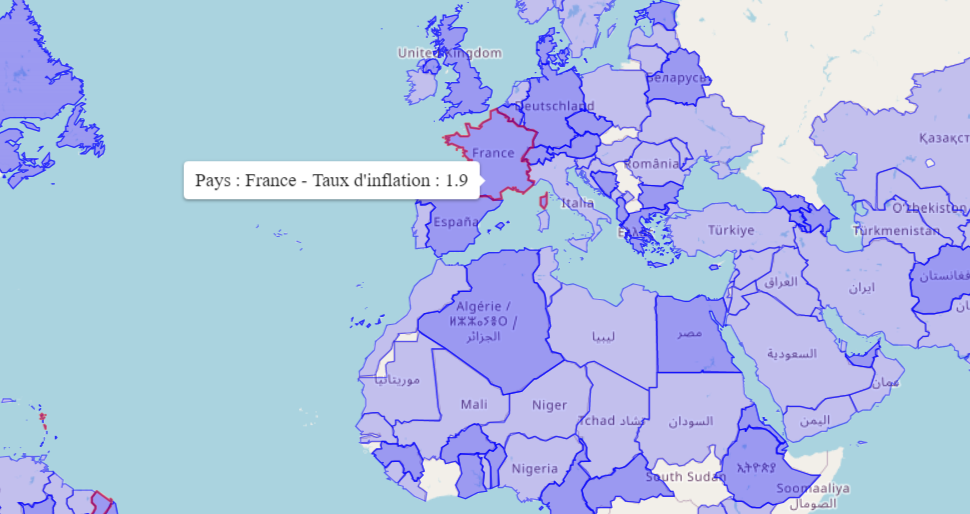 United Kingdom
Беларусь
Deutschland
Қазақст
France
România
Pays : France - Taux d'inflation : 1.9
Italia
O'zbekiston
España
Türkiye
Türkmenistan
افغانستان
العراق
ایران
Algérie /
ⵍⵣⵣⴰⵢⴻⵔ /
الجزائر
ليبيا
مصر
السعودية
موريتانيا
عمان
Mali
Niger
Tchad تشاد
السودان
اليمن
Nigeria
South Sudan
ኢትዮጵያ
Soomaaliya
الصومال